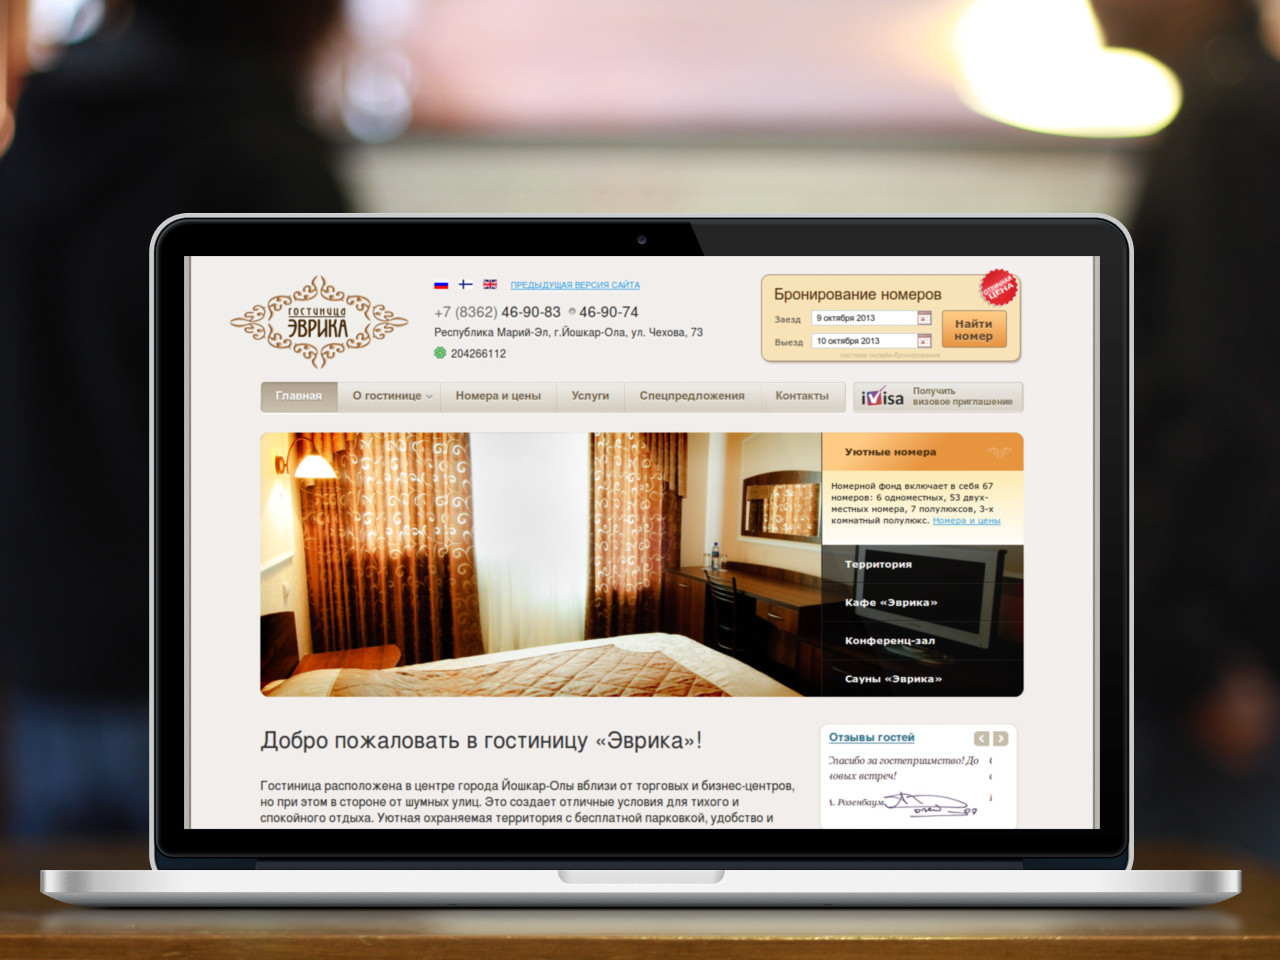 гостиница
ЭВРИКА
ПРЕДЫДУЩАЯ ВЕРСИЯ САЙТА
+7 (8362) 46-90-83 46-90-74
Республика Марий-Эл, г.Йошкар-Ола, ул. Чехова, 73
204266112
Бронирование номеров
ОТЛИЧНАЯ
ЦЕНА
Заезд 9 октября 2013
Выезд 10 октября 2013
Найти
номер
система онлайн-бронирования
Главная О гостинице Номера и цены Услуги Спецпредложения Контакты
iVisa Получить
визовое приглашение
Уютные номера
Номерной фонд включает в себя 67
номеров: 6 одноместных, 53 двух-
местных номера, 7 полулюксов, 3-х
комнатный полулюкс. Номера и цены
Территория
Кафе «Эврика»
Конференц-зал
Сауны «Эврика»
Добро пожаловать в гостиницу «Эврика»!
Гостиница расположена в центре города Йошкар-Олы вблизи от торговых и бизнес-центров,
но при этом в стороне от шумных улиц. Это создает отличные условия для тихого и
спокойного отдыха. Уютная охраняемая территория с бесплатной парковкой, удобство и
Отзывы гостей
Спасибо за гостеприимство! До
новых встреч!
А. Розенбаум